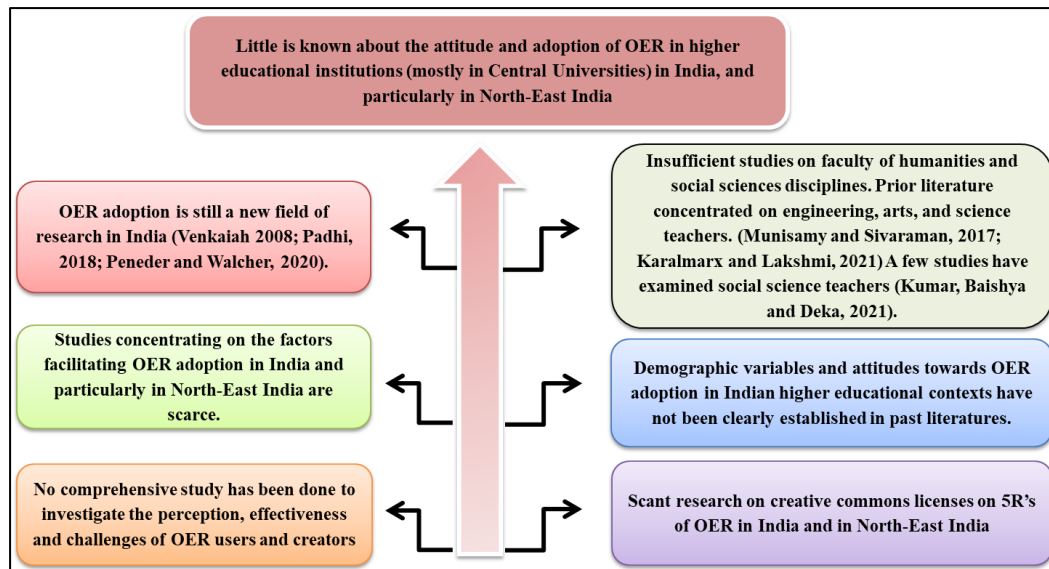 Little is known about the attitude and adoption of OER in higher
educational institutions (mostly in Central Universities) in India, and
particularly in North-East India
OER adoption is still a new field of
research in India (Venkaiah 2008; Padhi,
2018; Peneder and Walcher, 2020).
Insufficient studies on faculty of humanities and
social sciences disciplines. Prior literature
concentrated on engineering, arts, and science
teachers. (Munisamy and Sivaraman, 2017;
Karalmarx and Lakshmi, 2021) A few studies have
examined social science teachers (Kumar, Baishya
and Deka, 2021).
Studies concentrating on the factors
facilitating OER adoption in India and
particularly in North-East India are
scarce.
Demographic variables and attitudes towards OER
adoption in Indian higher educational contexts have
not been clearly established in past literatures.
No comprehensive study has been done to
investigate the perception, effectiveness
and challenges of OER users and creators
Scant research on creative commons licenses on 5R's
of OER in India and in North-East India